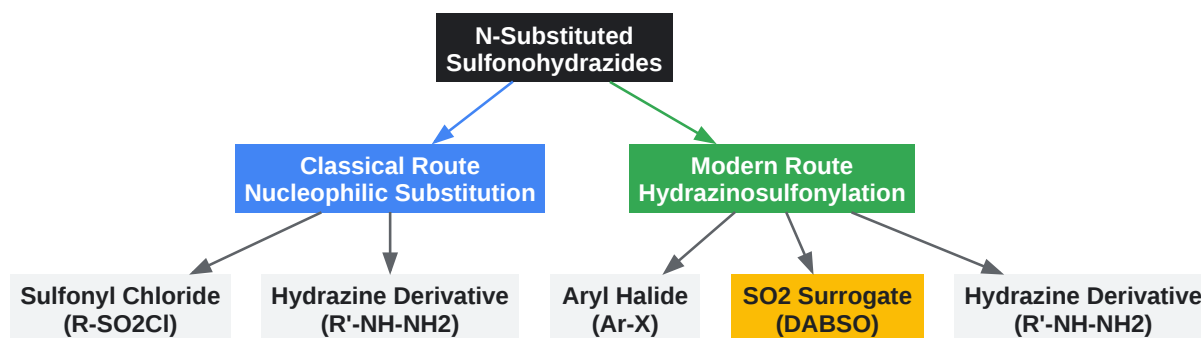 N-Substituted
Sulfonohydrazides
Classical Route
Nucleophilic Substitution
Modern Route
Hydrazinosulfonylation
Sulfonyl Chloride
(R-SO2Cl)
Hydrazine Derivative
(R'-NH-NH2)
Aryl Halide
(Ar-X)
SO2 Surrogate
(DABSO)
Hydrazine Derivative
(R'-NH-NH2)